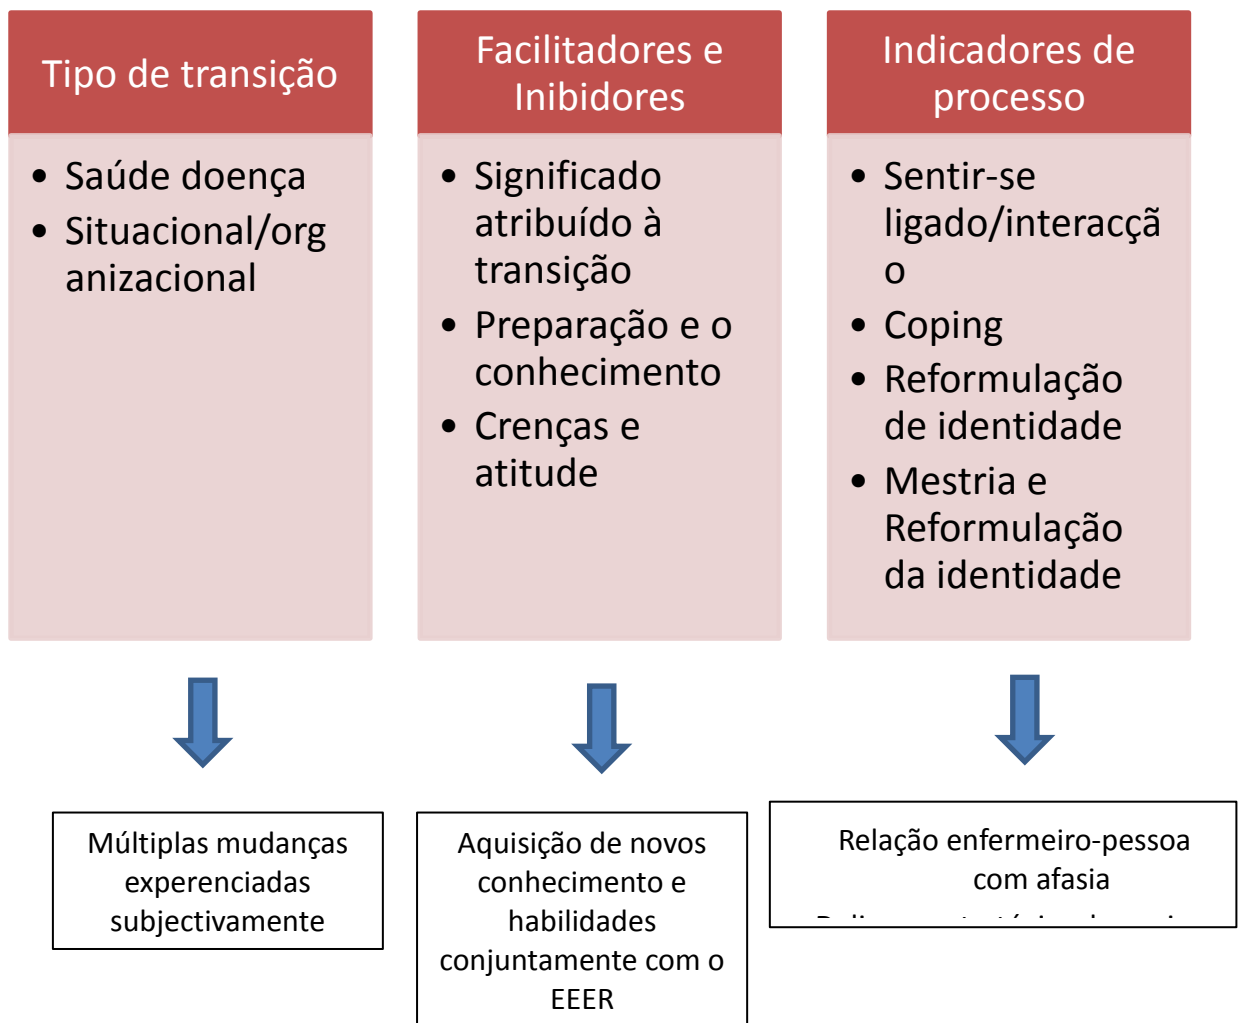 Tipo de transição
• Saúde doença
• Situacional/org
anizacional
Facilitadores e
Inibidores
• Significado
atribuído à
transição
• Preparação e o
conhecimento
• Crenças e
atitude
Indicadores de
processo
• Sentir-se
ligado/interacçã
o
• Coping
• Reformulação
de identidade
• Mestria e
Reformulação
da identidade
Múltiplas mudanças
experenciadas
subjectivamente
Aquisição de novos
conhecimento e
habilidades
conjuntamente com o
EEER
Relação enfermeiro-pessoa
com afasia